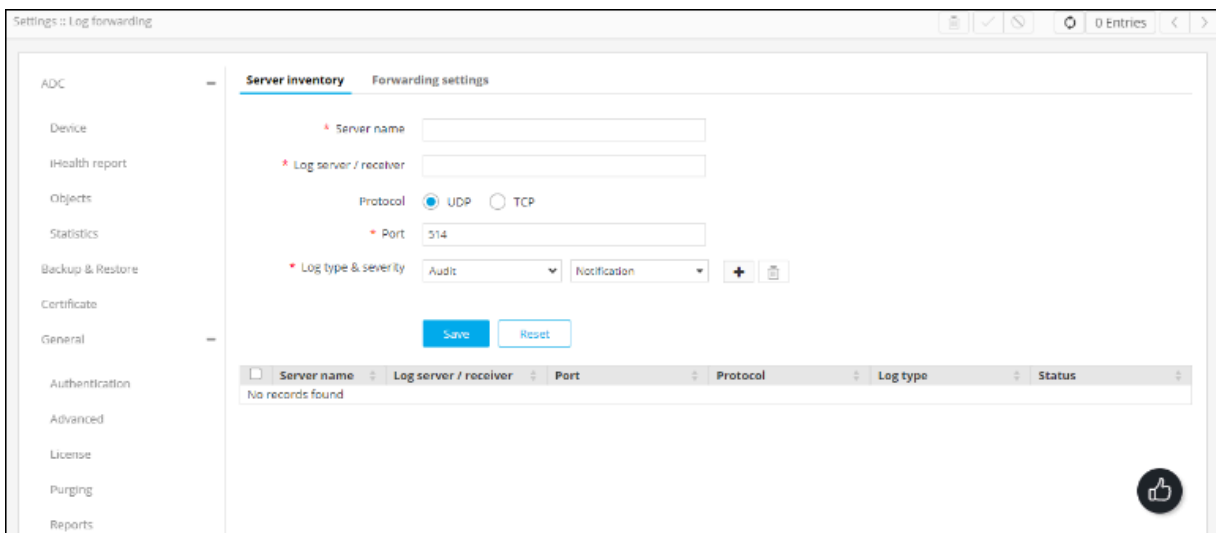 Settings :: Log forwarding
0 Entries
ADC
Device
iHealth report
Objects
Statistics
Backup & Restore
Certificate
General
Authentication
Advanced
License
Purging
Reports
Server inventory Forwarding settings
* Server name
* Log server / receiver
Protocol UDP TCP
* Port 514
* Log type & severity Audit Notification
Save Reset
Server name Log server / receiver Port Protocol Log type Status
No records found